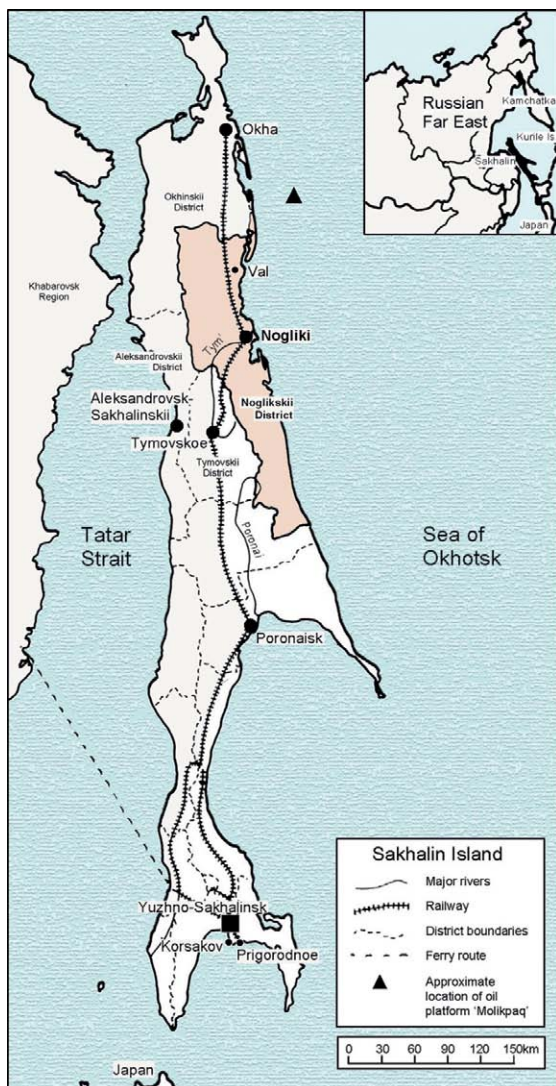 Russian
Far East
Kamchatka
Kurile Is
Sakhalin
Japan
Okha
Okhinskii
District
Val
Khabarovsk
Region
Nogliki
Tym'
Aleksandrovskii
District
Noglikskii
District
Aleksandrovsk-
Sakhalinskii
Tymovskoe
Tymovskii
District
Tatar
Strait
Poronai
Sea of
Okhotsk
Poronaisk
Yuzhno-Sakhalinsk
Korsakov
Prigorodnoe
Japan
Sakhalin Island
Major rivers
Railway
District boundaries
Ferry route
Approximate
location of oil
platform 'Molikpaq'
0 30 60 90 120 150km